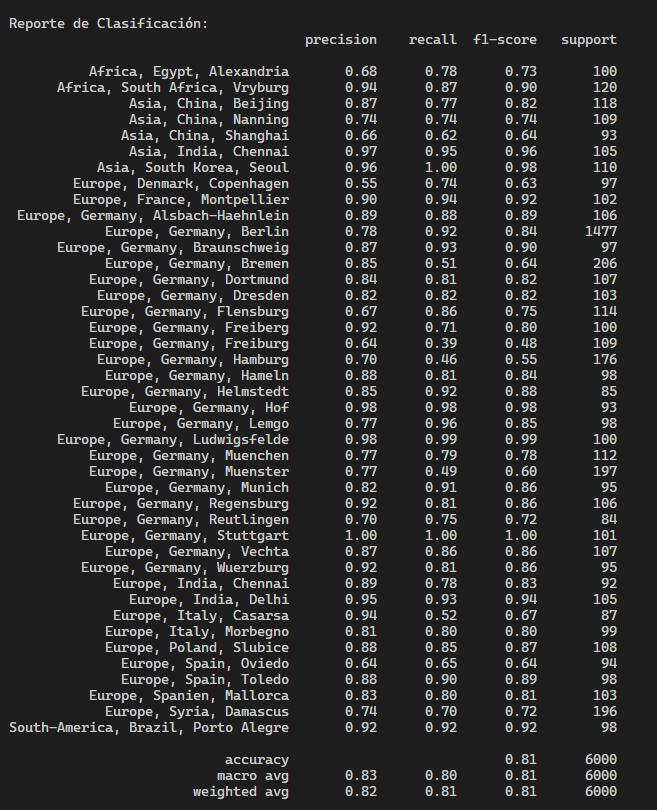 Reporte de Clasificación:
precision recall f1-score support
Africa, Egypt, Alexandria 0.68 0.78 0.73 100
Africa, South Africa, Vryburg 0.94 0.87 0.90 120
Asia, China, Beijing 0.87 0.77 0.82 118
Asia, China, Nanning 0.74 0.74 0.74 109
Asia, China, Shanghai 0.66 0.62 0.64 93
Asia, India, Chennai 0.97 0.95 0.96 105
Asia, South Korea, Seoul 0.96 1.00 0.98 110
Europe, Denmark, Copenhagen 0.55 0.74 0.63 97
Europe, France, Montpellier 0.90 0.94 0.92 102
Europe, Germany, Alsbach-Haehnlein 0.89 0.88 0.89 106
Europe, Germany, Berlin 0.78 0.92 0.84 1477
Europe, Germany, Braunschweig 0.87 0.93 0.90 97
Europe, Germany, Bremen 0.85 0.51 0.64 206
Europe, Germany, Dortmund 0.84 0.81 0.82 107
Europe, Germany, Dresden 0.82 0.82 0.82 103
Europe, Germany, Flensburg 0.67 0.86 0.75 114
Europe, Germany, Freiberg 0.92 0.71 0.80 100
Europe, Germany, Freiburg 0.64 0.39 0.48 109
Europe, Germany, Hamburg 0.70 0.46 0.55 176
Europe, Germany, Hameln 0.88 0.81 0.84 98
Europe, Germany, Helmstedt 0.85 0.92 0.88 85
Europe, Germany, Hof 0.98 0.98 0.98 93
Europe, Germany, Lemgo 0.77 0.96 0.85 98
Europe, Germany, Ludwigsfelde 0.98 0.99 0.99 100
Europe, Germany, Muenchen 0.77 0.79 0.78 112
Europe, Germany, Muenster 0.77 0.49 0.60 197
Europe, Germany, Munich 0.82 0.91 0.86 95
Europe, Germany, Regensburg 0.92 0.81 0.86 106
Europe, Germany, Reutlingen 0.70 0.75 0.72 84
Europe, Germany, Stuttgart 1.00 1.00 1.00 101
Europe, Germany, Vechta 0.87 0.86 0.86 107
Europe, Germany, Wuerzburg 0.92 0.81 0.86 95
Europe, India, Chennai 0.89 0.78 0.83 92
Europe, India, Delhi 0.95 0.93 0.94 105
Europe, Italy, Casarsa 0.94 0.52 0.67 87
Europe, Italy, Morbegno 0.81 0.80 0.80 99
Europe, Poland, Slubice 0.88 0.85 0.87 108
Europe, Spain, Oviedo 0.64 0.65 0.64 94
Europe, Spain, Toledo 0.88 0.90 0.89 98
Europe, Spanien, Mallorca 0.83 0.80 0.81 103
Europe, Syria, Damascus 0.74 0.70 0.72 196
South-America, Brazil, Porto Alegre 0.92 0.92 0.92 98
accuracy 0.81 6000
macro avg 0.83 0.80 0.81 6000
weighted avg 0.82 0.81 0.81 6000